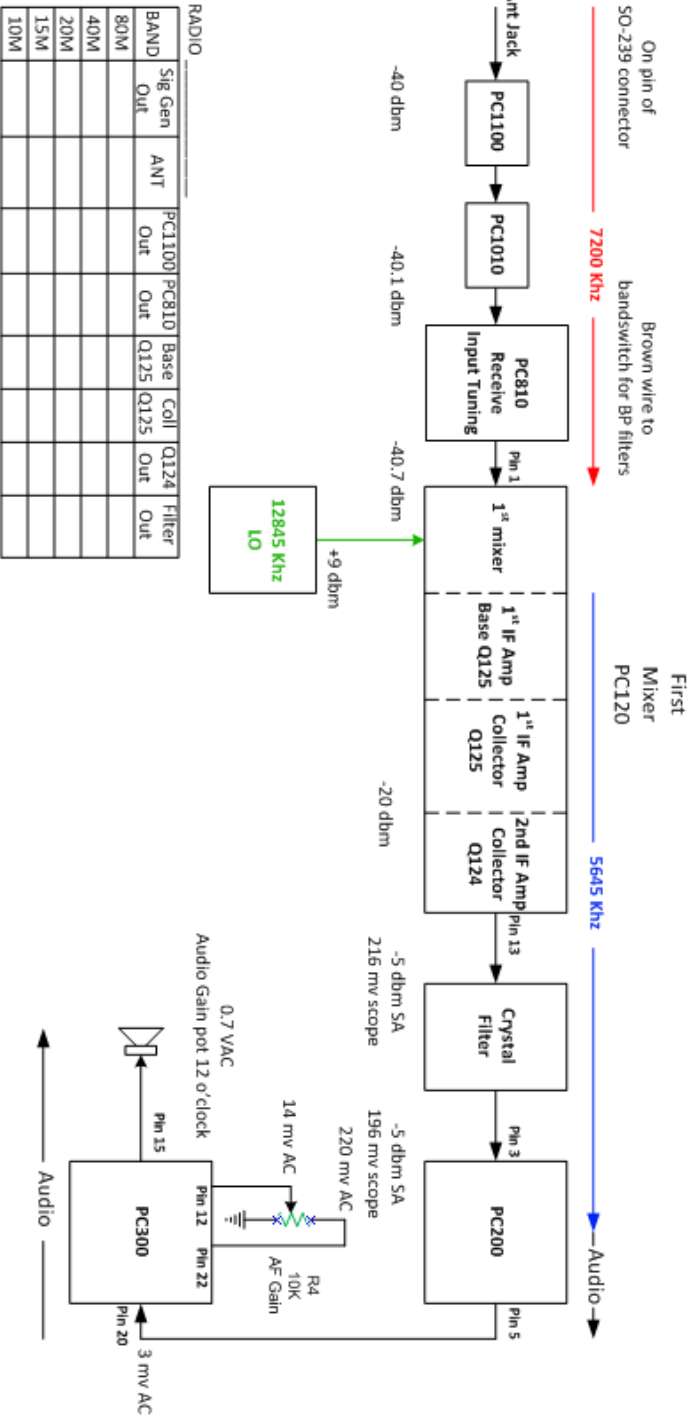 On pin of
SO-239 connector
7200 Khz
Brown wire to
bandswitch for BP filters
First
Mixer
PC120
5645 Khz
Audio
nt Jack
PC1100
PC1010
PC810
Receive
Input Tuning
Pin 1
1st mixer
1st IF Amp
Base Q125
1st IF Amp
Collector
Q125
2nd IF Amp
Collector
Q124
Pin 13
Crystal
Filter
Pin 3
PC200
Pin 5
-40 dbm
-40.1 dbm
-40.7 dbm
-20 dbm
-5 dbm SA
216 mv scope
-5 dbm SA
196 mv scope
+9 dbm
12845 Khz
LO
220 mv AC
14 mv AC
R4
10K
AF Gain
0.7 VAC
Audio Gain pot 12 o'clock
Pin 15
Pin 12
Pin 22
PC300
Pin 20
3 mv AC
Audio
RADIO ____________
BAND Sig Gen Out ANT PC1100 Out PC810 Out Base Q125 Coll Q125 Q124 Out Filter Out
80M
40M
20M
15M
10M